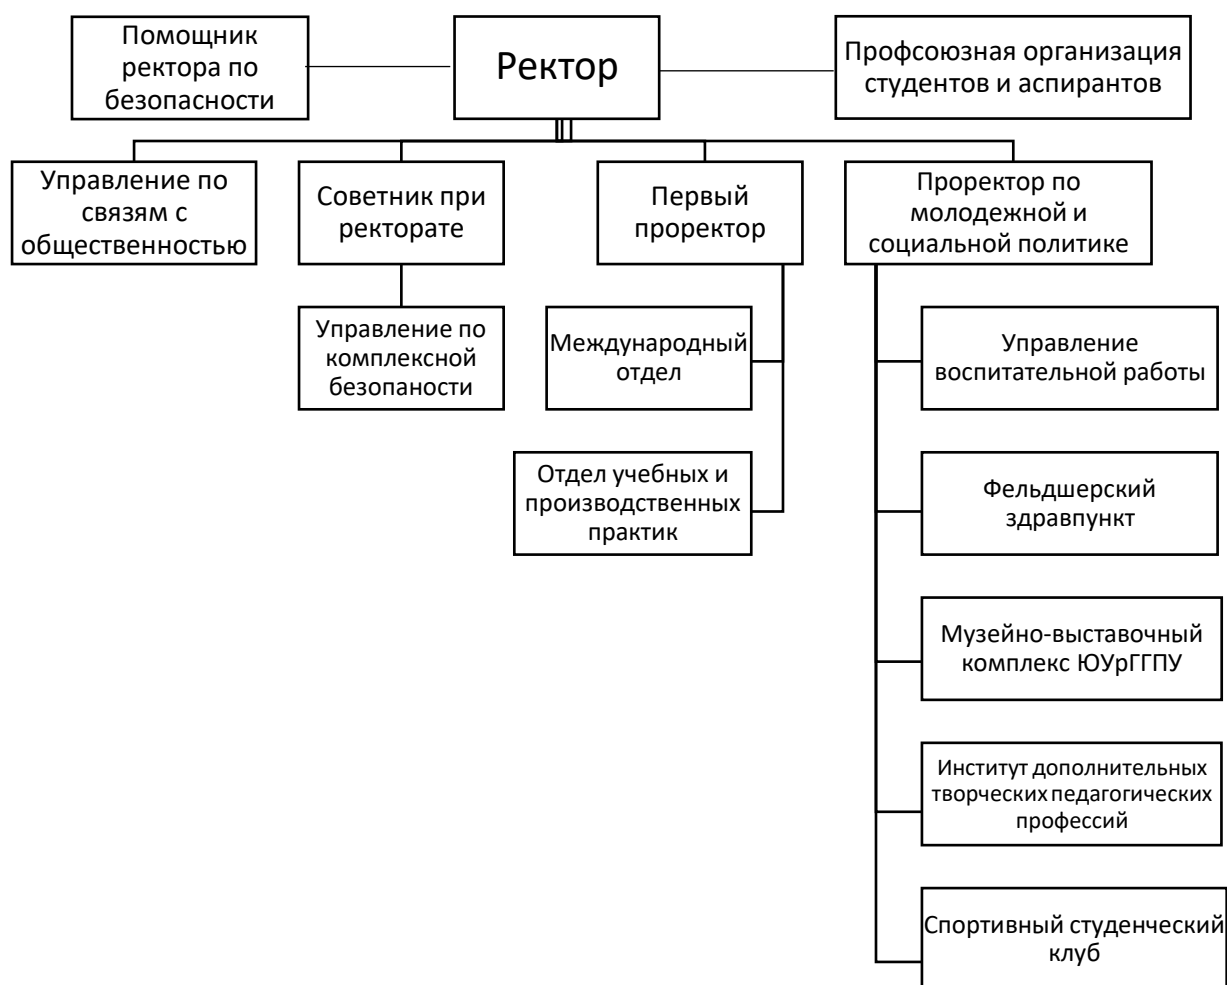 Помощник
ректора по
безопасности
Ректор
Профсоюзная организация
студентов и аспирантов
Управление по
связям с
общественностью
Советник при
ректорате
Первый
проректор
Проректор по
молодежной и
социальной политике
Управление по
комплексной
безопаности
Международный
отдел
Управление
воспитательной работы
Отдел учебных и
производственных
практик
Фельдшерский
здравпункт
Музейно-выставочный
комплекс ЮУрГГПУ
Институт дополнительных
творческих педагогических
профессий
Спортивный студенческий
клуб